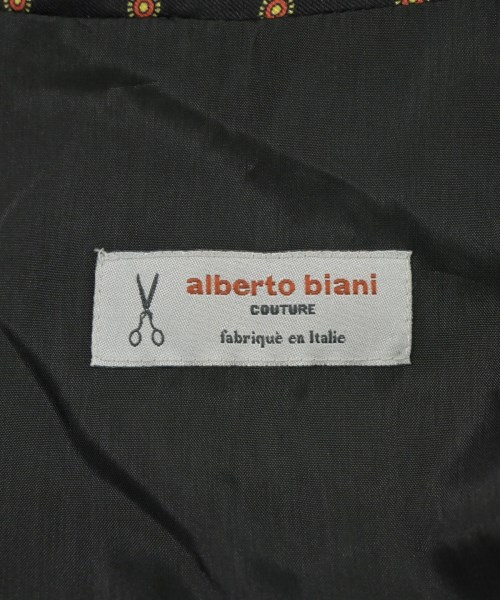 alberto biani
COUTURE
fabriquè en Italie